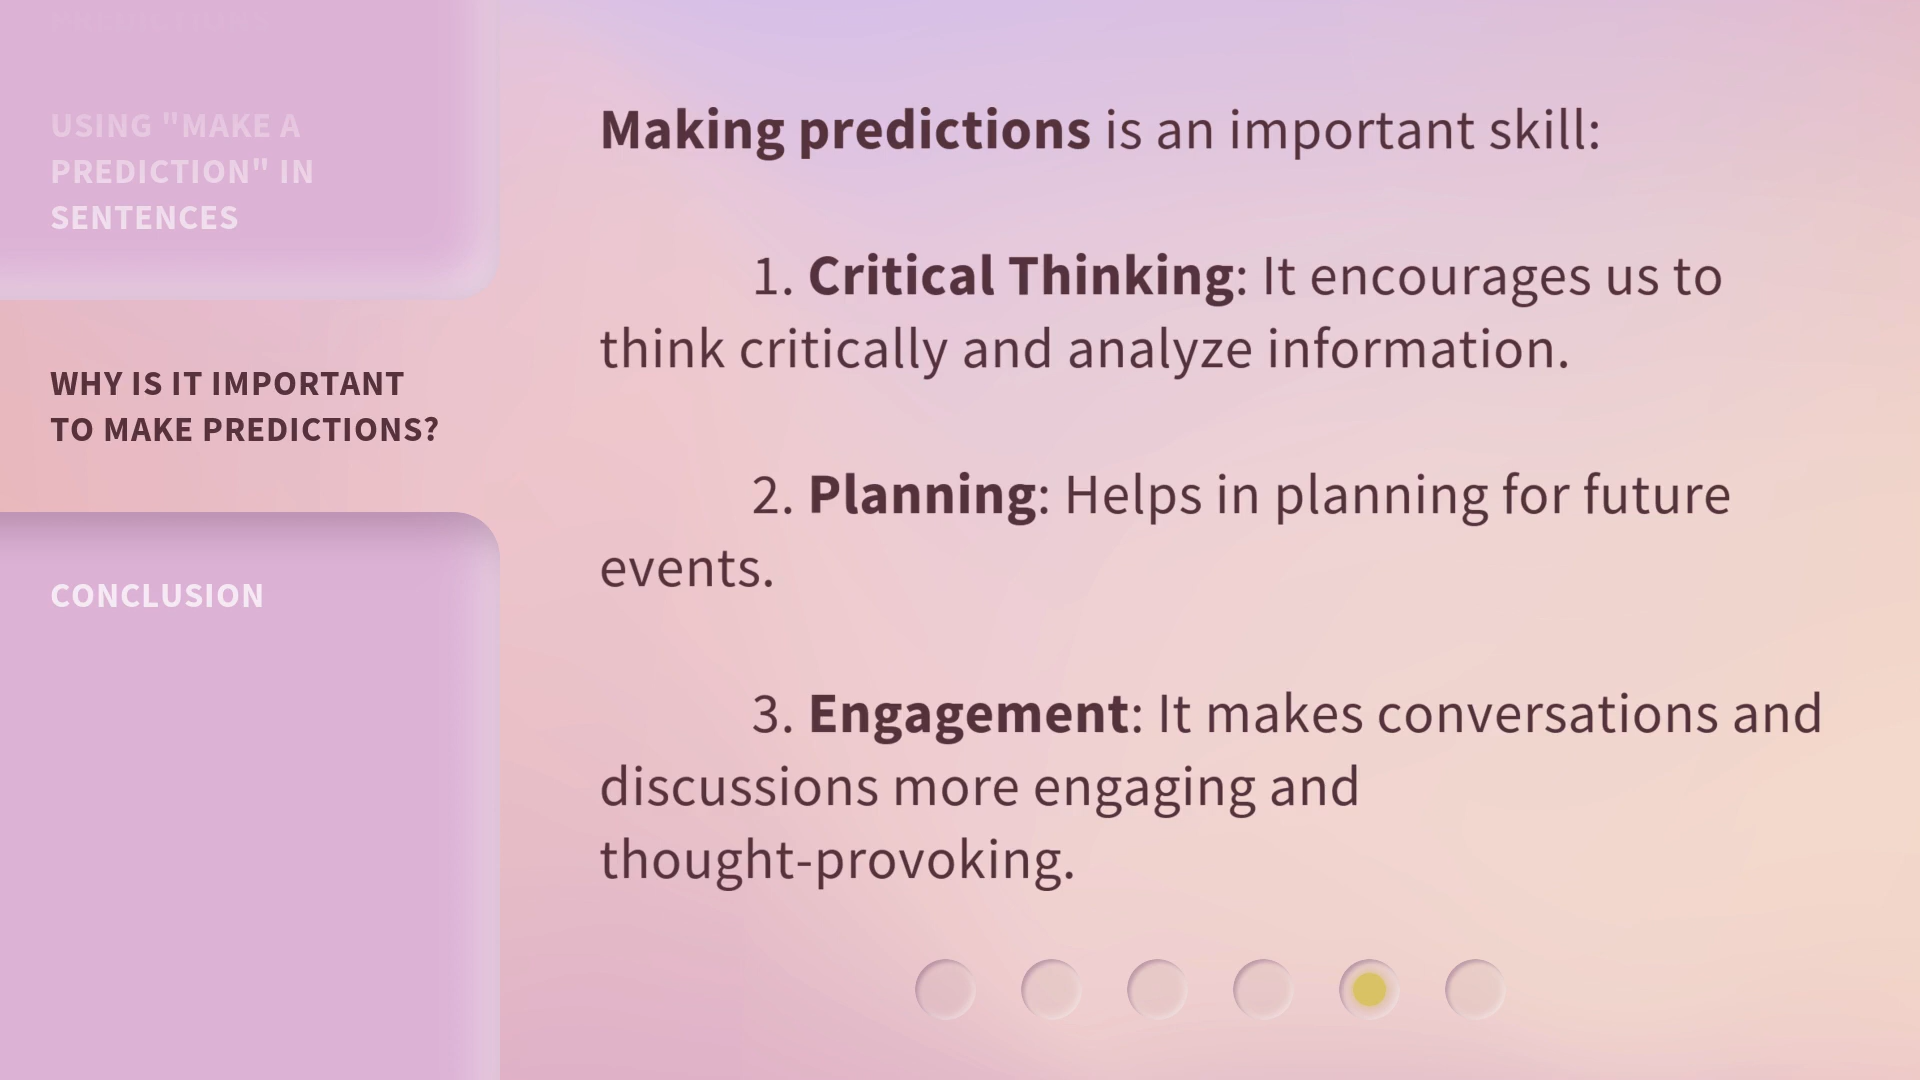 PREDICTIONS
USING "MAKE A
PREDICTION" IN
SENTENCES
WHY IS IT IMPORTANT
TO MAKE PREDICTIONS?
CONCLUSION
Making predictions is an important skill:
1. Critical Thinking: It encourages us to
think critically and analyze information.
2. Planning: Helps in planning for future
events.
3. Engagement: It makes conversations and
discussions more engaging and
thought-provoking.